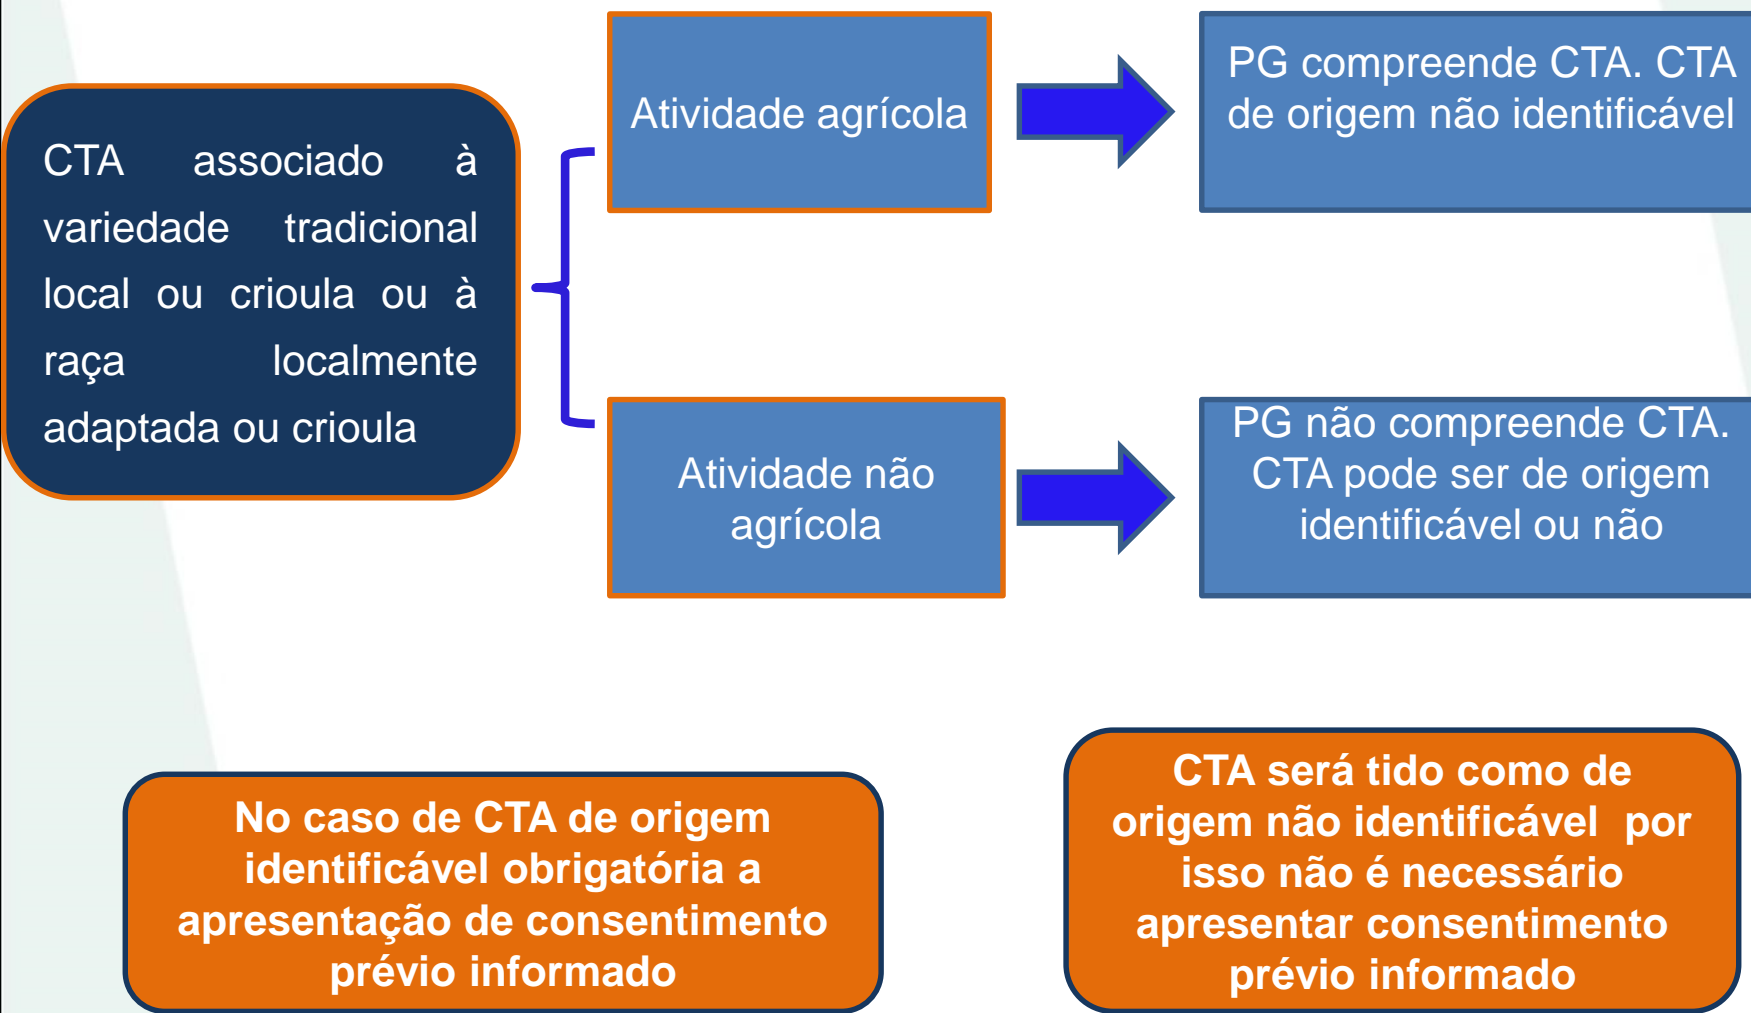 CTA associado à
variedade tradicional
local ou crioula ou à
raça localmente
adaptada ou crioula
Atividade agrícola
PG compreende CTA. CTA
de origem não identificável
Atividade não
agrícola
PG não compreende CTA.
CTA pode ser de origem
identificável ou não
No caso de CTA de origem
identificável obrigatória a
apresentação de consentimento
prévio informado
CTA será tido como de
origem não identificável por
isso não é necessário
apresentar consentimento
prévio informado